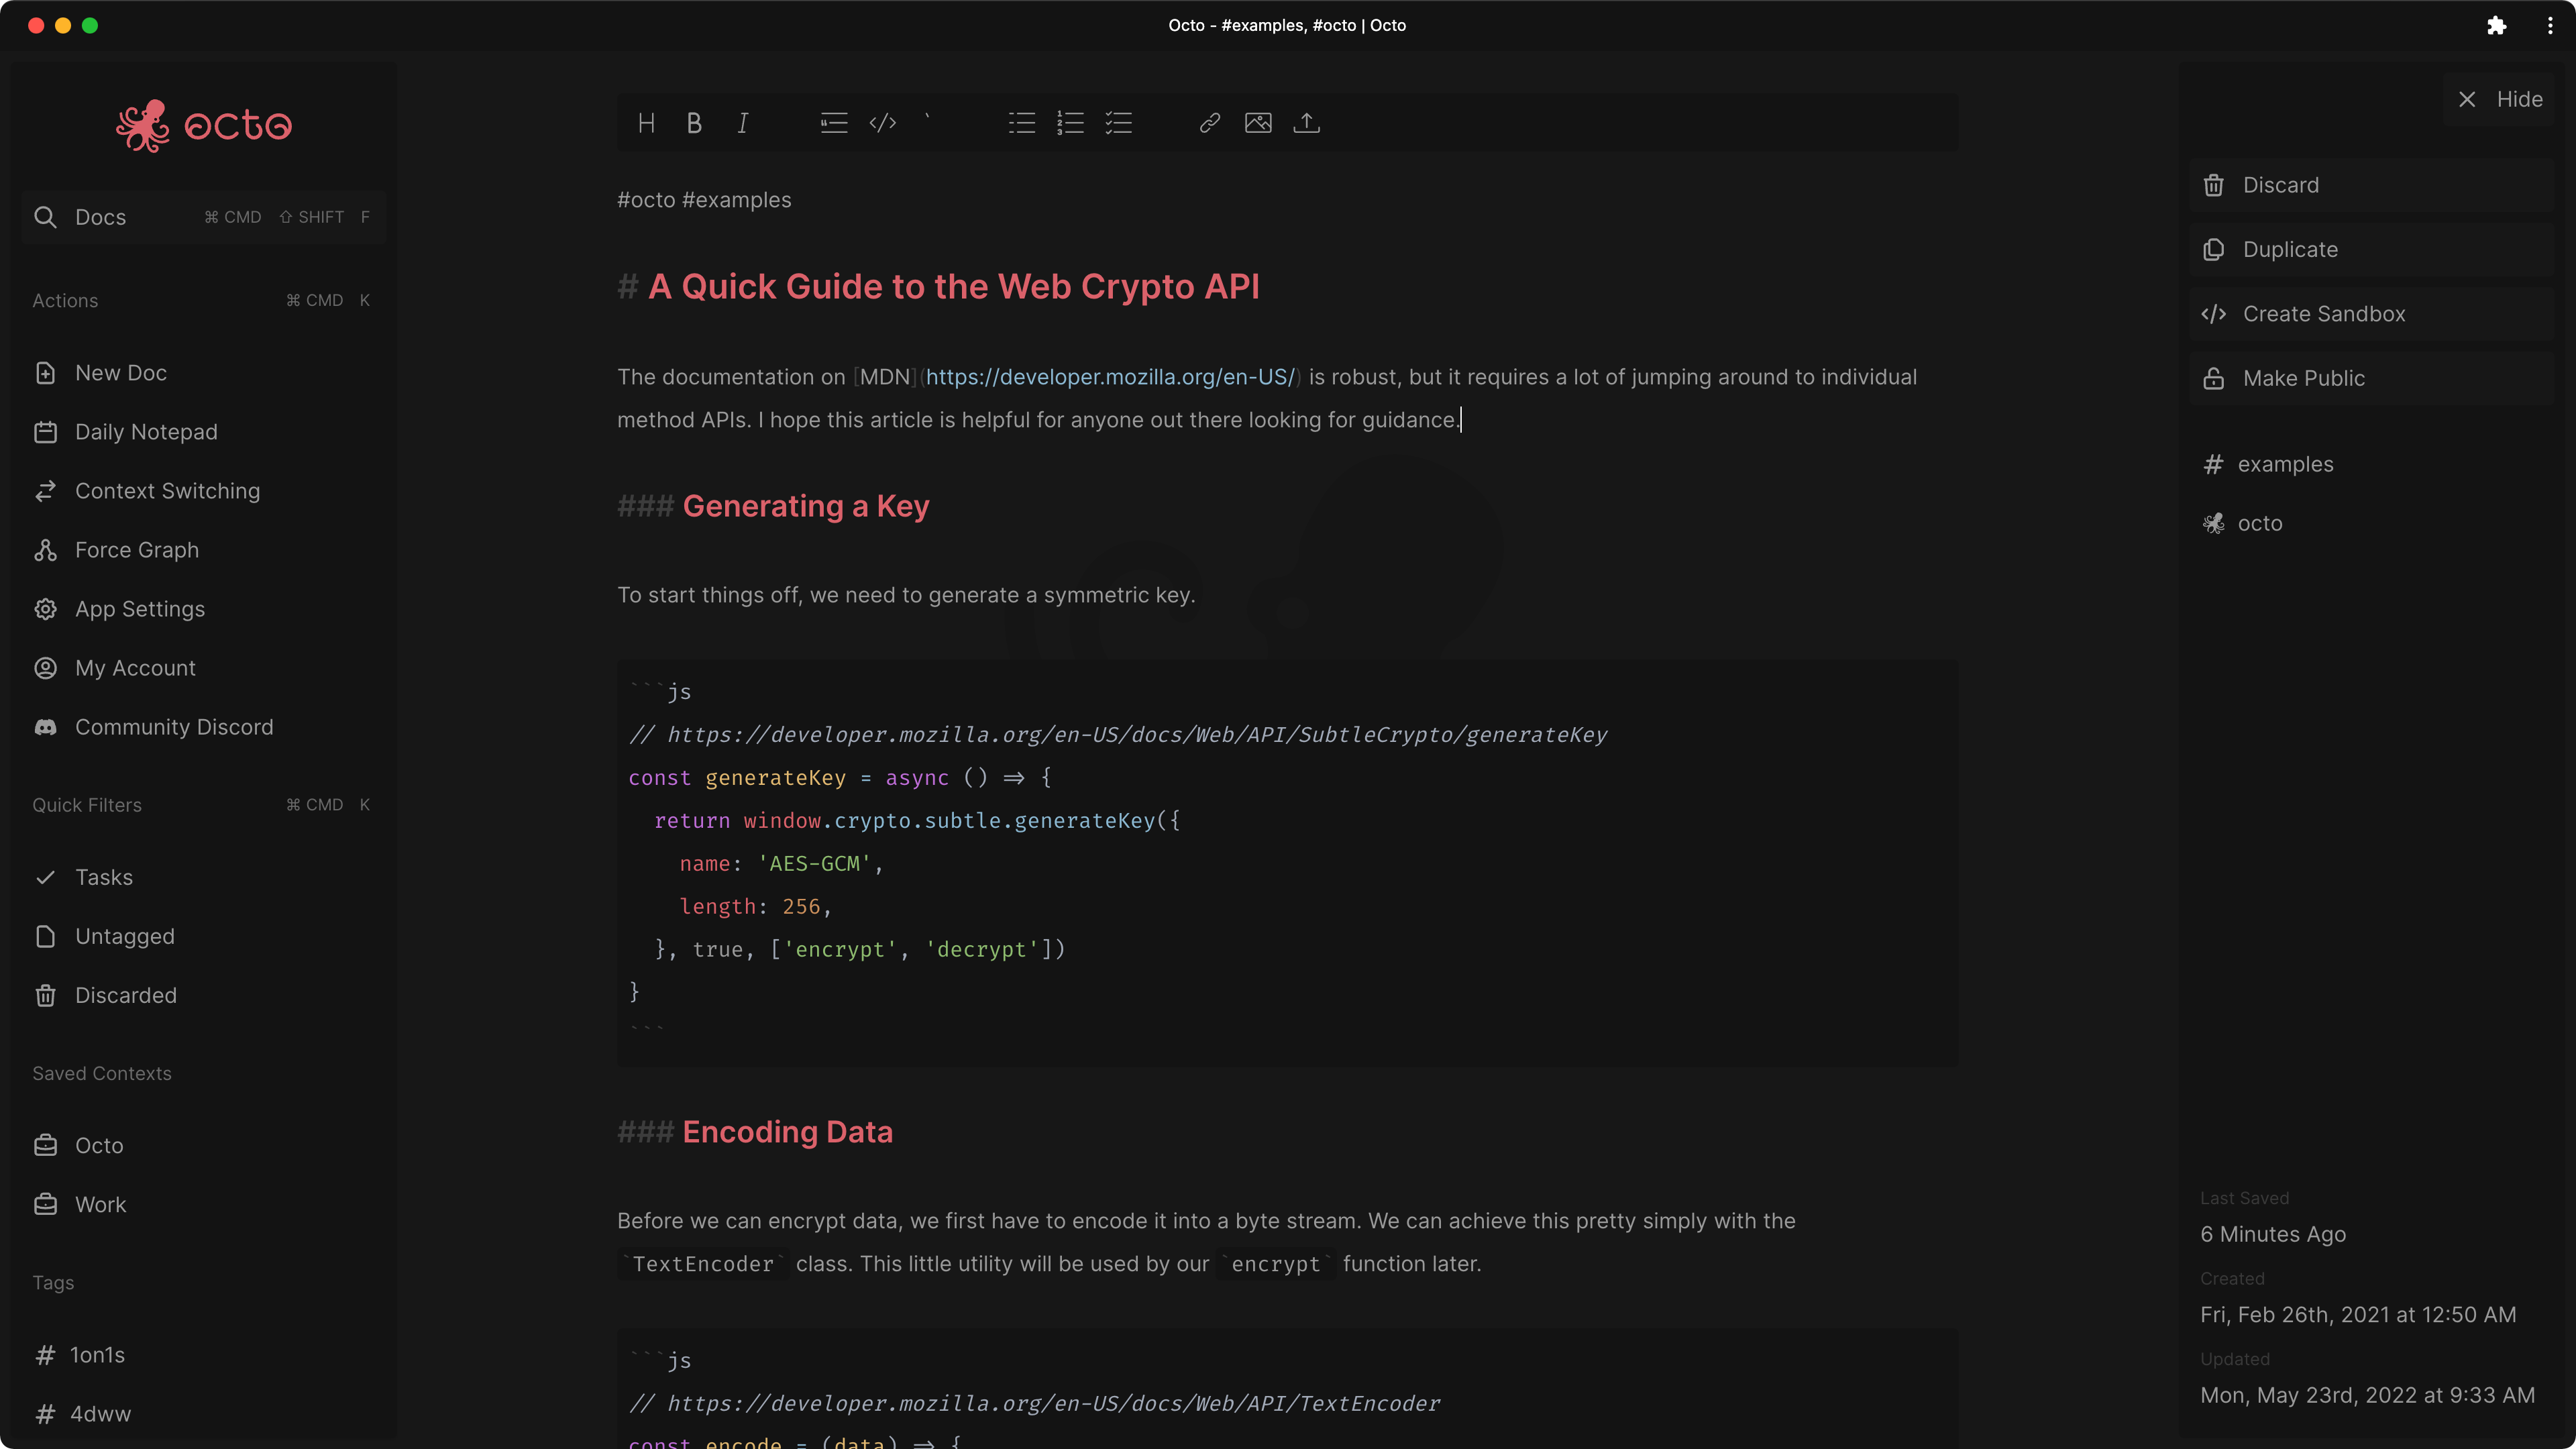 Octo - #examples, #octo | Octo
octo
Docs ⌘ CMD ⇧ SHIFT F
Actions ⌘ CMD K
New Doc
Daily Notepad
Context Switching
Force Graph
App Settings
My Account
Community Discord
Quick Filters ⌘ CMD K
Tasks
Untagged
Discarded
Saved Contexts
Octo
Work
Tags
# 1on1s
# 4dww
H B I
#octo #examples
# A Quick Guide to the Web Crypto API
The documentation on [MDN](https://developer.mozilla.org/en-US/) is robust, but it requires a lot of jumping around to individual
method APIs. I hope this article is helpful for anyone out there looking for guidance.
### Generating a Key
To start things off, we need to generate a symmetric key.
```js
// https://developer.mozilla.org/en-US/docs/Web/API/SubtleCrypto/generateKey
const generateKey = async () => {
  return window.crypto.subtle.generateKey({
    name: 'AES-GCM',
    length: 256,
  }, true, ['encrypt', 'decrypt'])
}
```
### Encoding Data
Before we can encrypt data, we first have to encode it into a byte stream. We can achieve this pretty simply with the
`TextEncoder` class. This little utility will be used by our `encrypt` function later.
```js
// https://developer.mozilla.org/en-US/docs/Web/API/TextEncoder
const encode = (data) => {
Hide
Discard
Duplicate
Create Sandbox
Make Public
# examples
octo
Last Saved
6 Minutes Ago
Created
Fri, Feb 26th, 2021 at 12:50 AM
Updated
Mon, May 23rd, 2022 at 9:33 AM